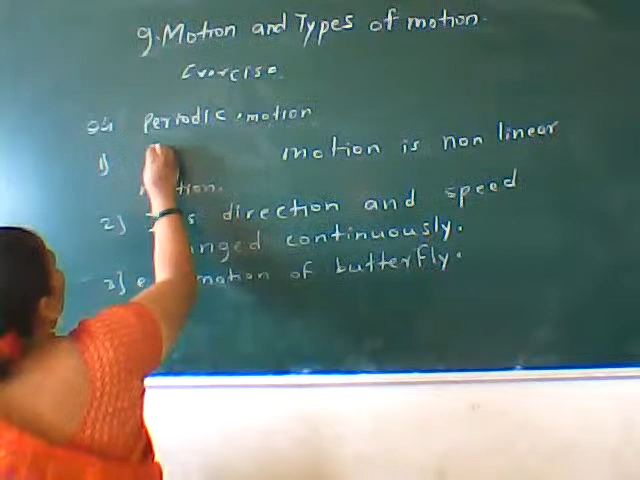 9. Motion and Types of motion.
Exercise.
Q4 Periodic motion
1) motion is non linear
motion.
2) direction and speed
continuously.
3) motion of butterfly.